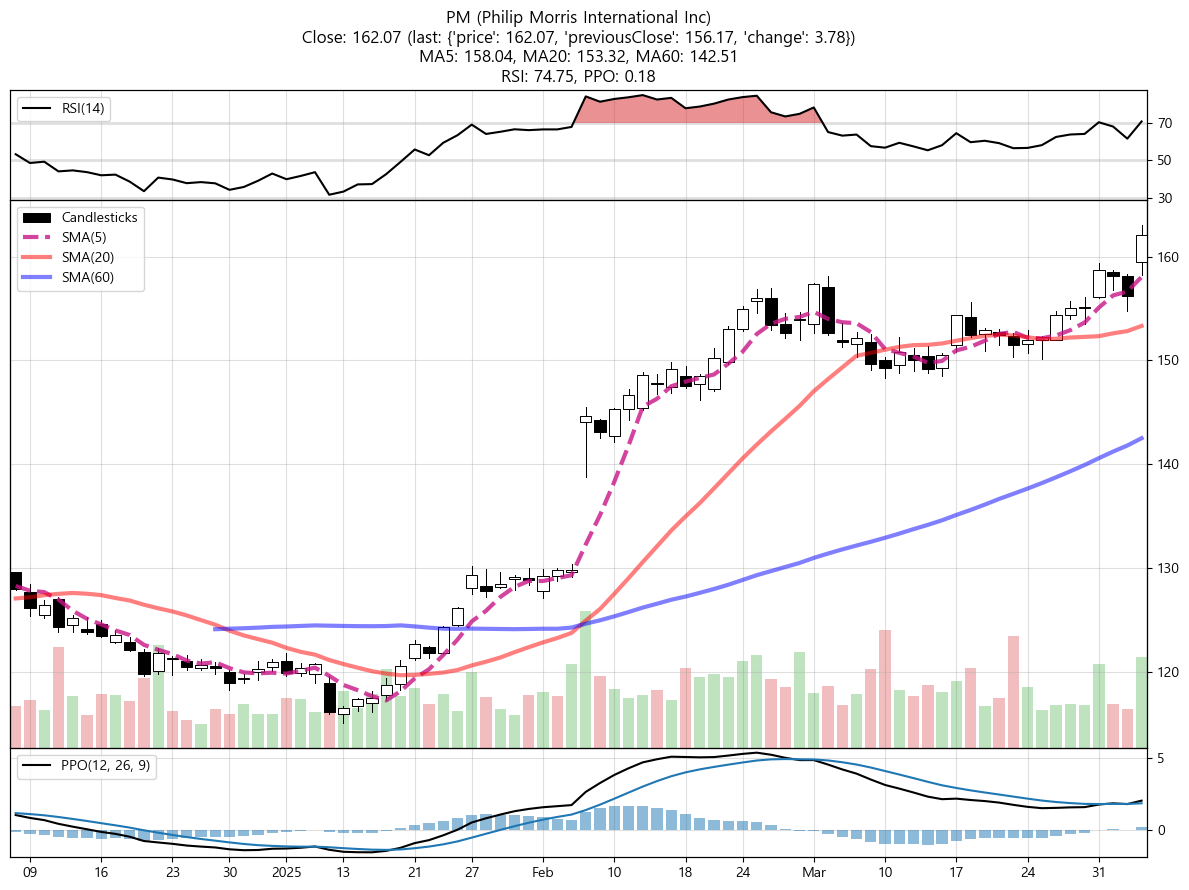 PM (Philip Morris International Inc)
Close: 162.07 (last: {'price': 162.07, 'previousClose': 156.17, 'change': 3.78})
MA5: 158.04, MA20: 153.32, MA60: 142.51
RSI: 74.75, PPO: 0.18
RSI(14)
70
50
30
Candlesticks
SMA(5)
SMA(20)
SMA(60)
160
150
140
130
120
PPO(12, 26, 9)
5
0
09 16 23 30 2025 13 21 27 Feb 10 18 24 Mar 10 17 24 31